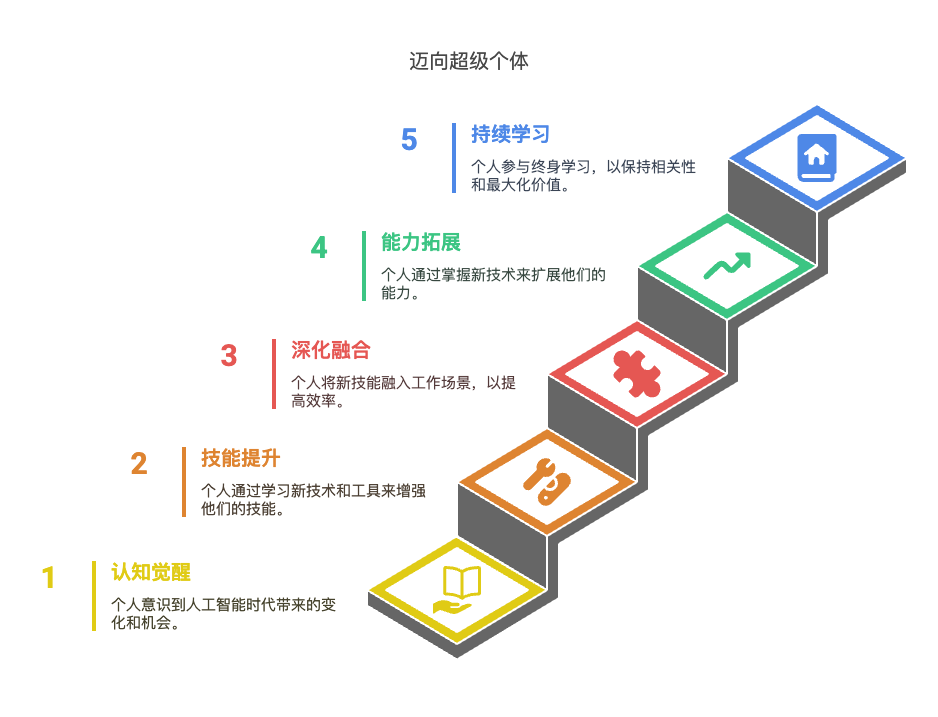 迈向超级个体
5
持续学习
个人参与终身学习，以保持相关性
和最大化价值。
4
能力拓展
个人通过掌握新技术来扩展他们的
能力。
3
深化融合
个人将新技能融入工作场景，以提
高效率。
2
技能提升
个人通过学习新技术和工具来增强
他们的技能。
1
认知觉醒
个人意识到人工智能时代带来的变
化和机会。